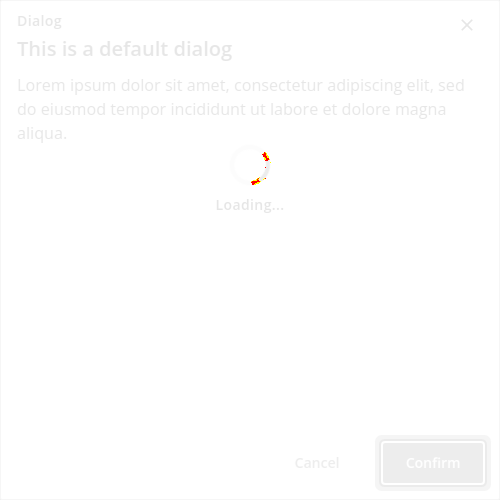 Dialog
This is a default dialog
Lorem ipsum dolor sit amet, consectetur adipiscing elit, sed
do eiusmod tempor incididunt ut labore et dolore magna
aliqua.
Loading...
Cancel
Confirm